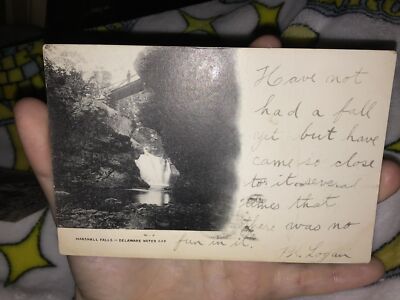 Have not
had a fall
yet but have
came so close
to it several
times that
there was no
fun in it.
M. Logan
MARSHALL FALLS.- DELAWARE WATER GAP